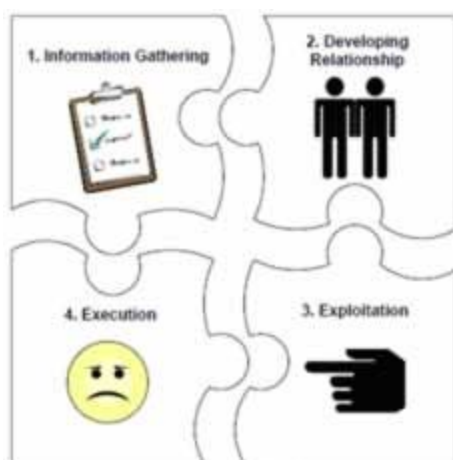 1. Information Gathering
2. Developing
Relationship
3. Exploitation
4. Execution